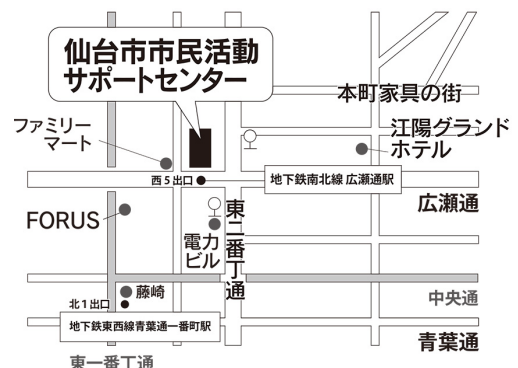 仙台市市民活動
サポートセンター
本町家具の街
ファミリー
マート
江陽グランド
ホテル
西5出口
地下鉄南北線 広瀬通駅
広瀬通
FORUS
東二番丁通
電力
ビル
藤崎
北1出口
中央通
地下鉄東西線青葉通一番町駅
青葉通
東一番丁通